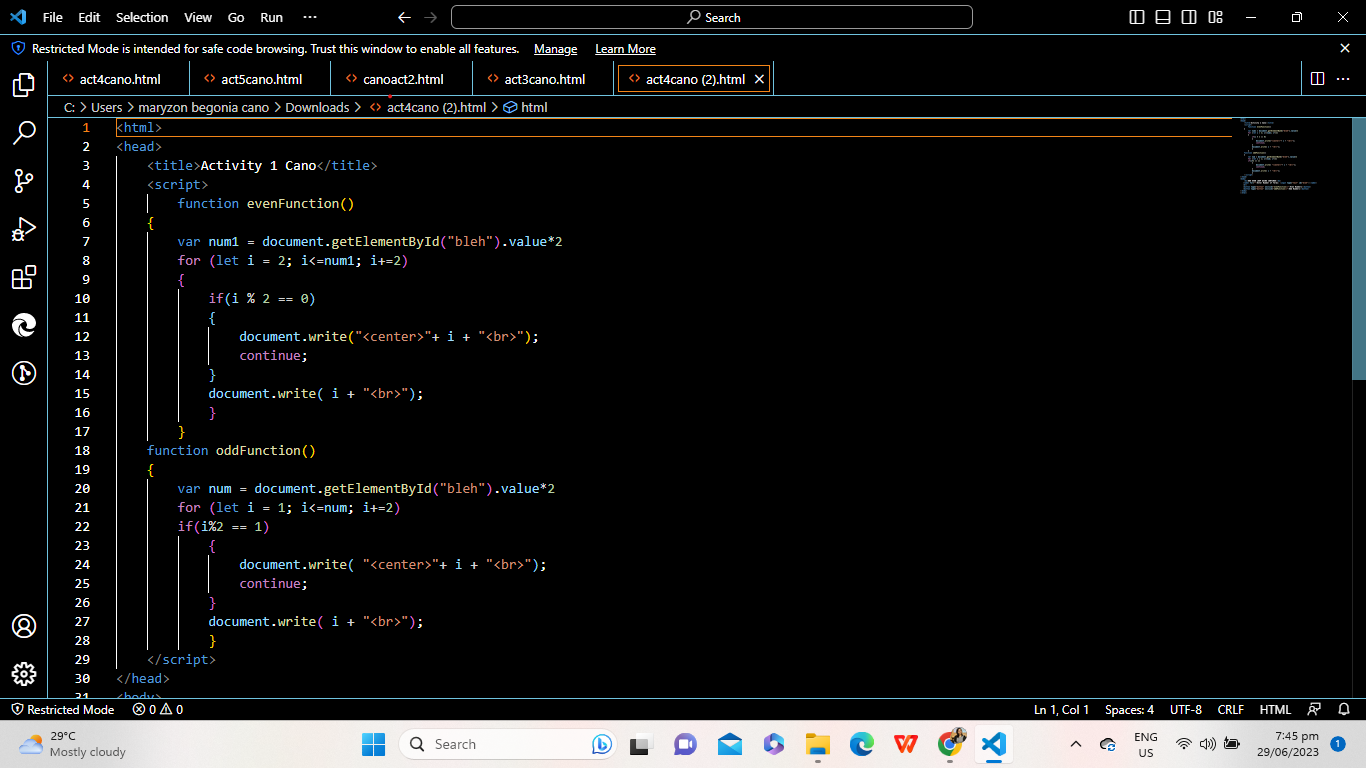 File Edit Selection View Go Run ··· Search
Restricted Mode is intended for safe code browsing. Trust this window to enable all features. Manage Learn More
act4cano.html act5cano.html canoact2.html act3cano.html act4cano (2).html
C: > Users > maryzon begonia cano > Downloads > act4cano (2).html > html
1 <html>
2 <head>
3 <title>Activity 1 Cano</title>
4 <script>
5 function evenFunction()
6 {
7 var num1 = document.getElementById("bleh").value*2
8 for (let i = 2; i<=num1; i+=2)
9 {
10 if(i % 2 == 0)
11 {
12 document.write("<center>"+ i + "<br>");
13 continue;
14 }
15 document.write( i + "<br>");
16 }
17 }
18 function oddFunction()
19 {
20 var num = document.getElementById("bleh").value*2
21 for (let i = 1; i<=num; i+=2)
22 if(i%2 == 1)
23 {
24 document.write( "<center>"+ i + "<br>");
25 continue;
26 }
27 document.write( i + "<br>");
28 }
29 </script>
30 </head>
31 <body>
Restricted Mode 0 0 Ln 1, Col 1 Spaces: 4 UTF-8 CRLF HTML
29°C
Mostly cloudy
Search
ENG
US
7:45 pm
29/06/2023
1